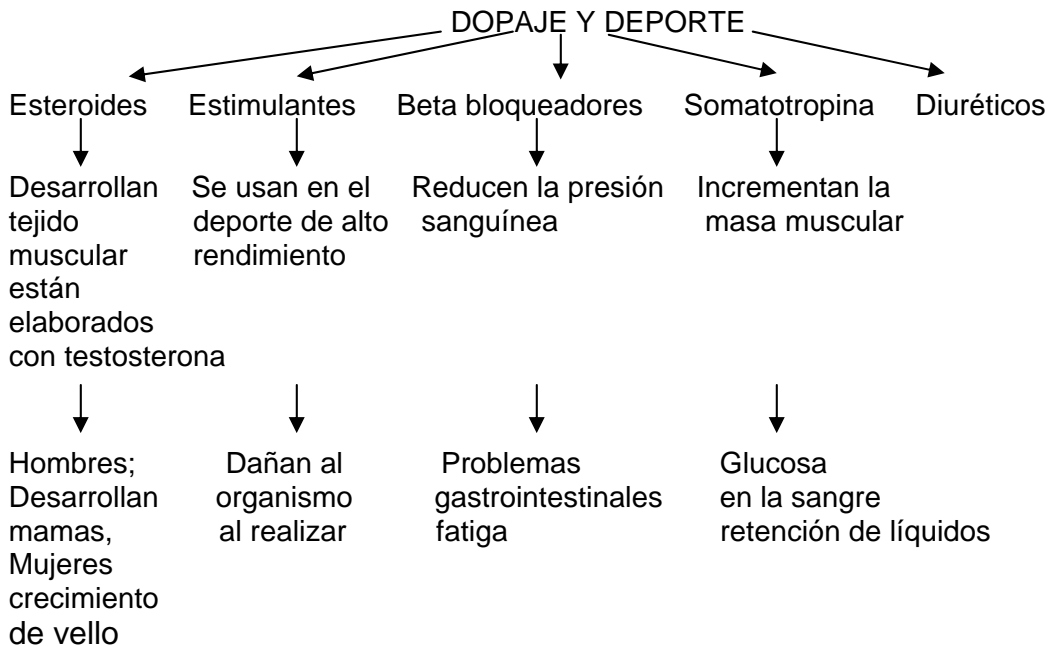 DOPAJE Y DEPORTE
Esteroides Estimulantes Beta bloqueadores Somatotropina Diuréticos
Desarrollan Se usan en el Reducen la presión Incrementan la
tejido deporte de alto sanguínea masa muscular
muscular rendimiento
están
elaborados
con testosterona
Hombres; Dañan al Problemas Glucosa
Desarrollan organismo gastrointestinales en la sangre
mamas, al realizar fatiga retención de líquidos
Mujeres
crecimiento
de vello